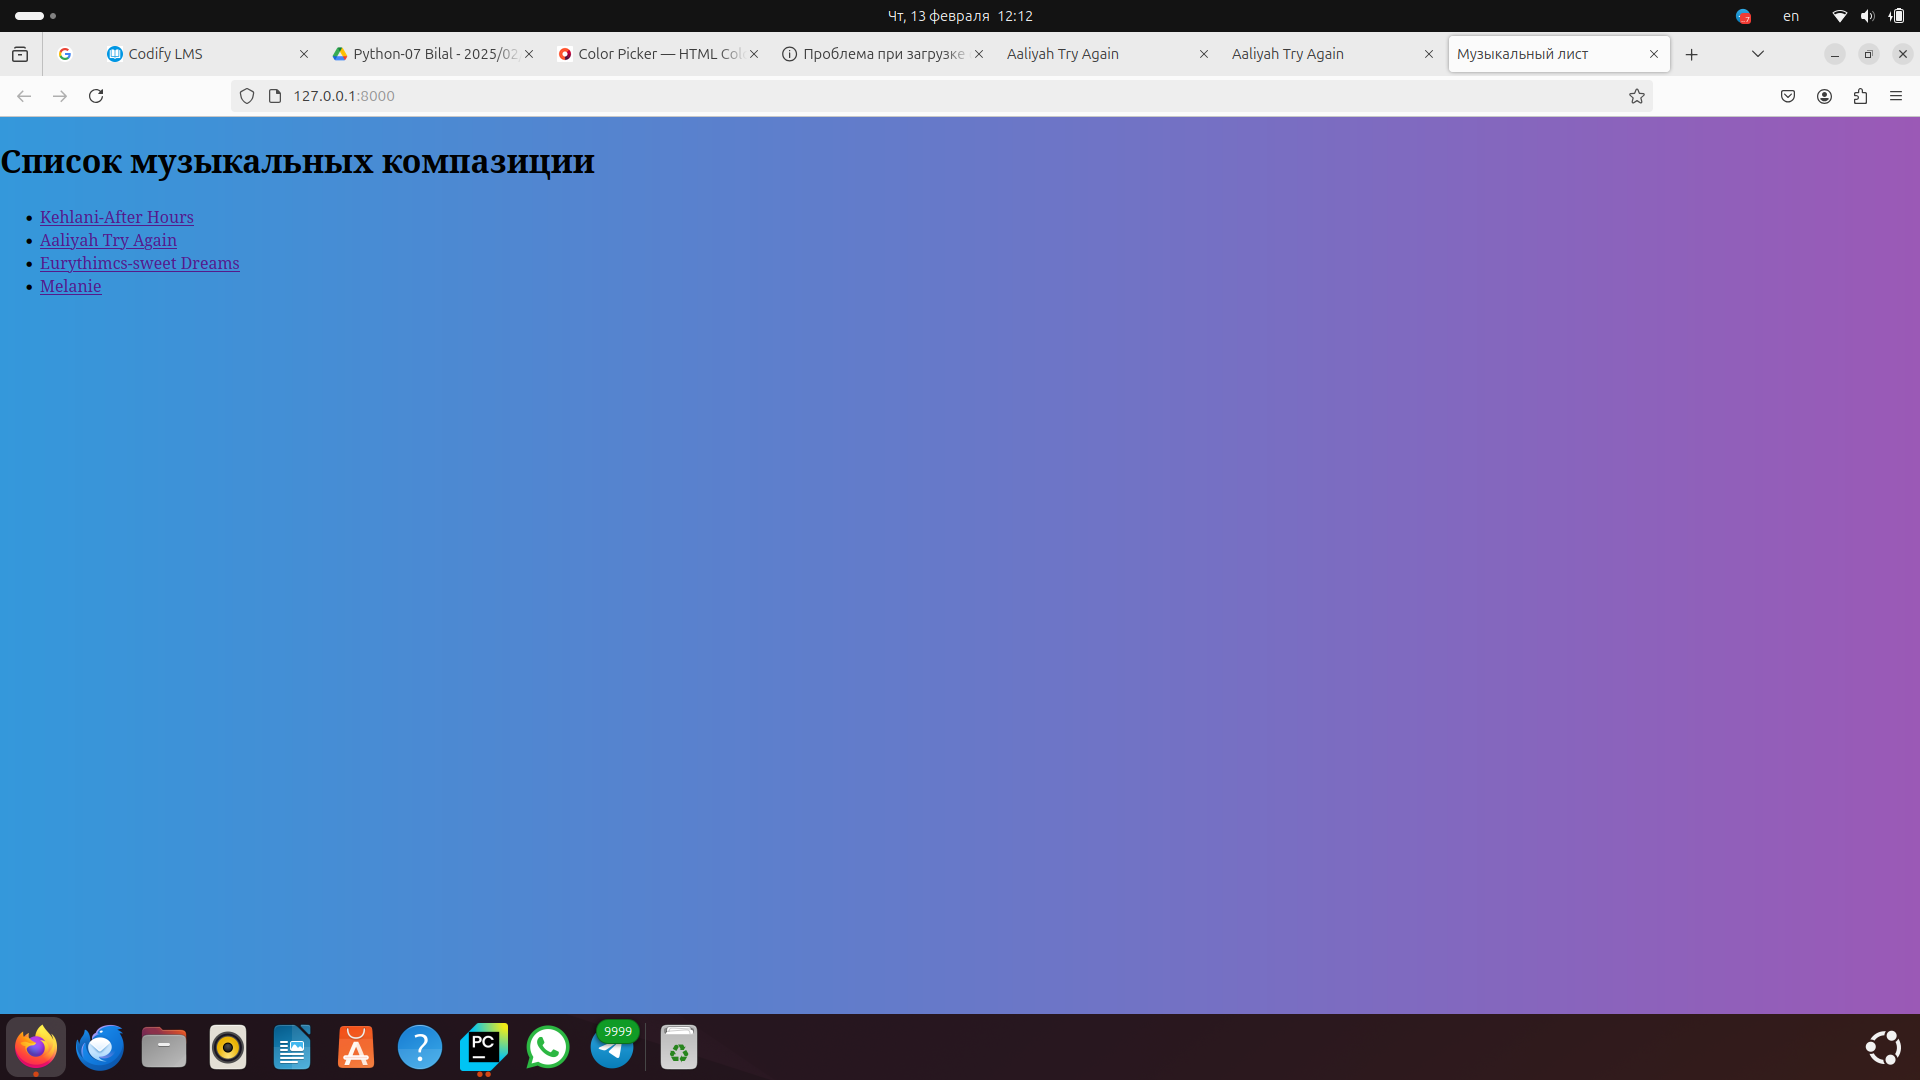 Чт, 13 февраля 12:12
en
Codify LMS
Python-07 Bilal - 2025/02
Color Picker — HTML Col
Проблема при загрузке
Aaliyah Try Again
Aaliyah Try Again
Музыкальный лист
127.0.0.1:8000
Список музыкальных компазиции
Kehlani-After Hours
Aaliyah Try Again
Eurythimcs-sweet Dreams
Melanie
PC
9999